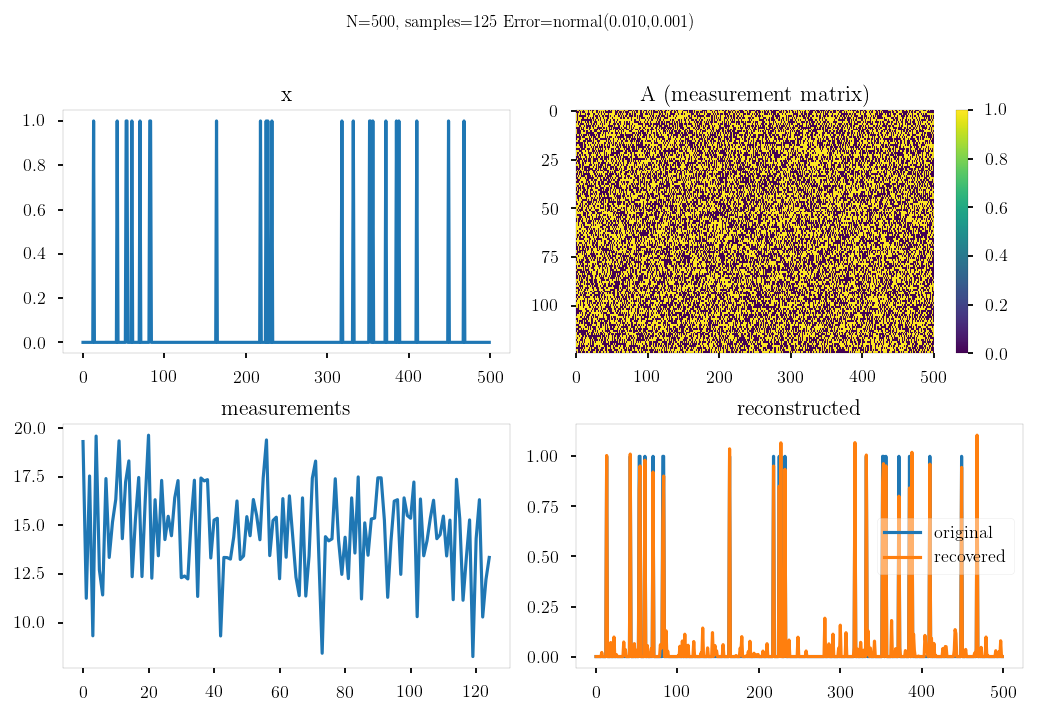 N=500, samples=125 Error=normal(0.010,0.001)
x
1.0
0.8
0.6
0.4
0.2
0.0
0 100 200 300 400 500
A (measurement matrix)
0
25
50
75
100
0 100 200 300 400 500
1.0
0.8
0.6
0.4
0.2
0.0
measurements
20.0
17.5
15.0
12.5
10.0
0 20 40 60 80 100 120
reconstructed
1.00
0.75
0.50
0.25
0.00
original
recovered
0 100 200 300 400 500